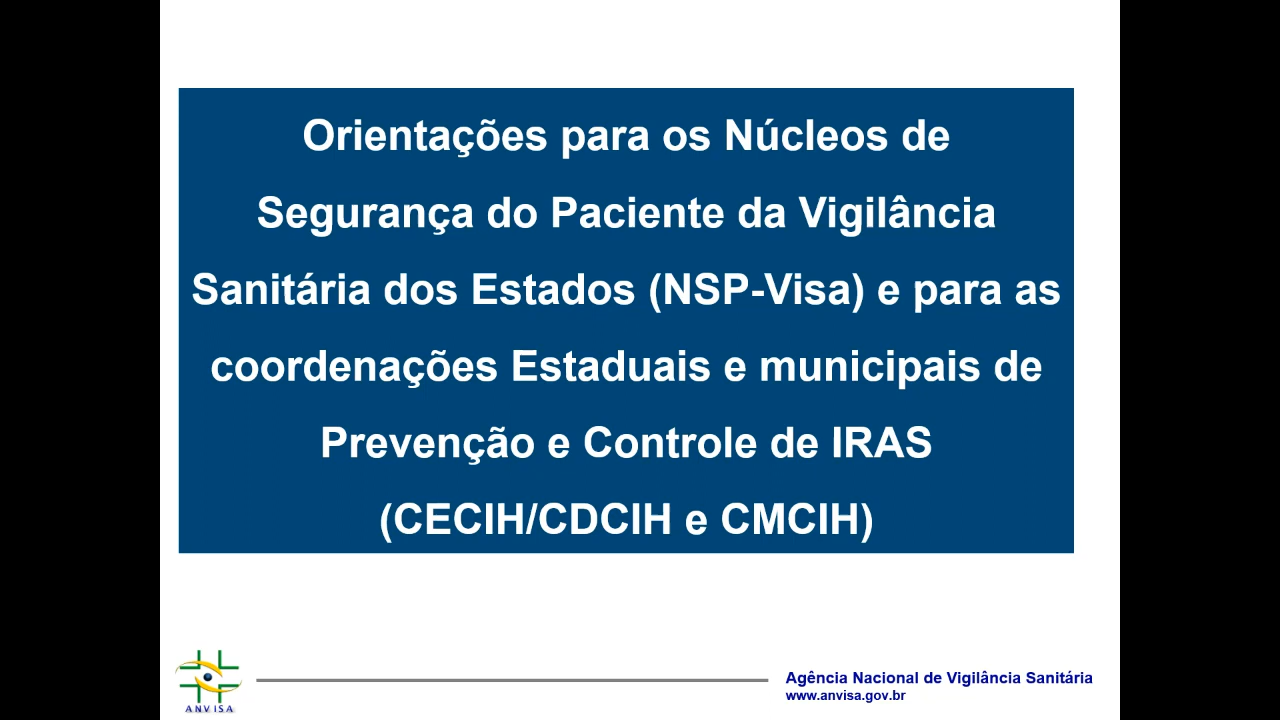 Orientações para os Núcleos de
Segurança do Paciente da Vigilância
Sanitária dos Estados (NSP-Visa) e para as
coordenações Estaduais e municipais de
Prevenção e Controle de IRAS
(CECIH/CDCIH e CMCIH)
ANVISA
Agência Nacional de Vigilância Sanitária
www.anvisa.gov.br